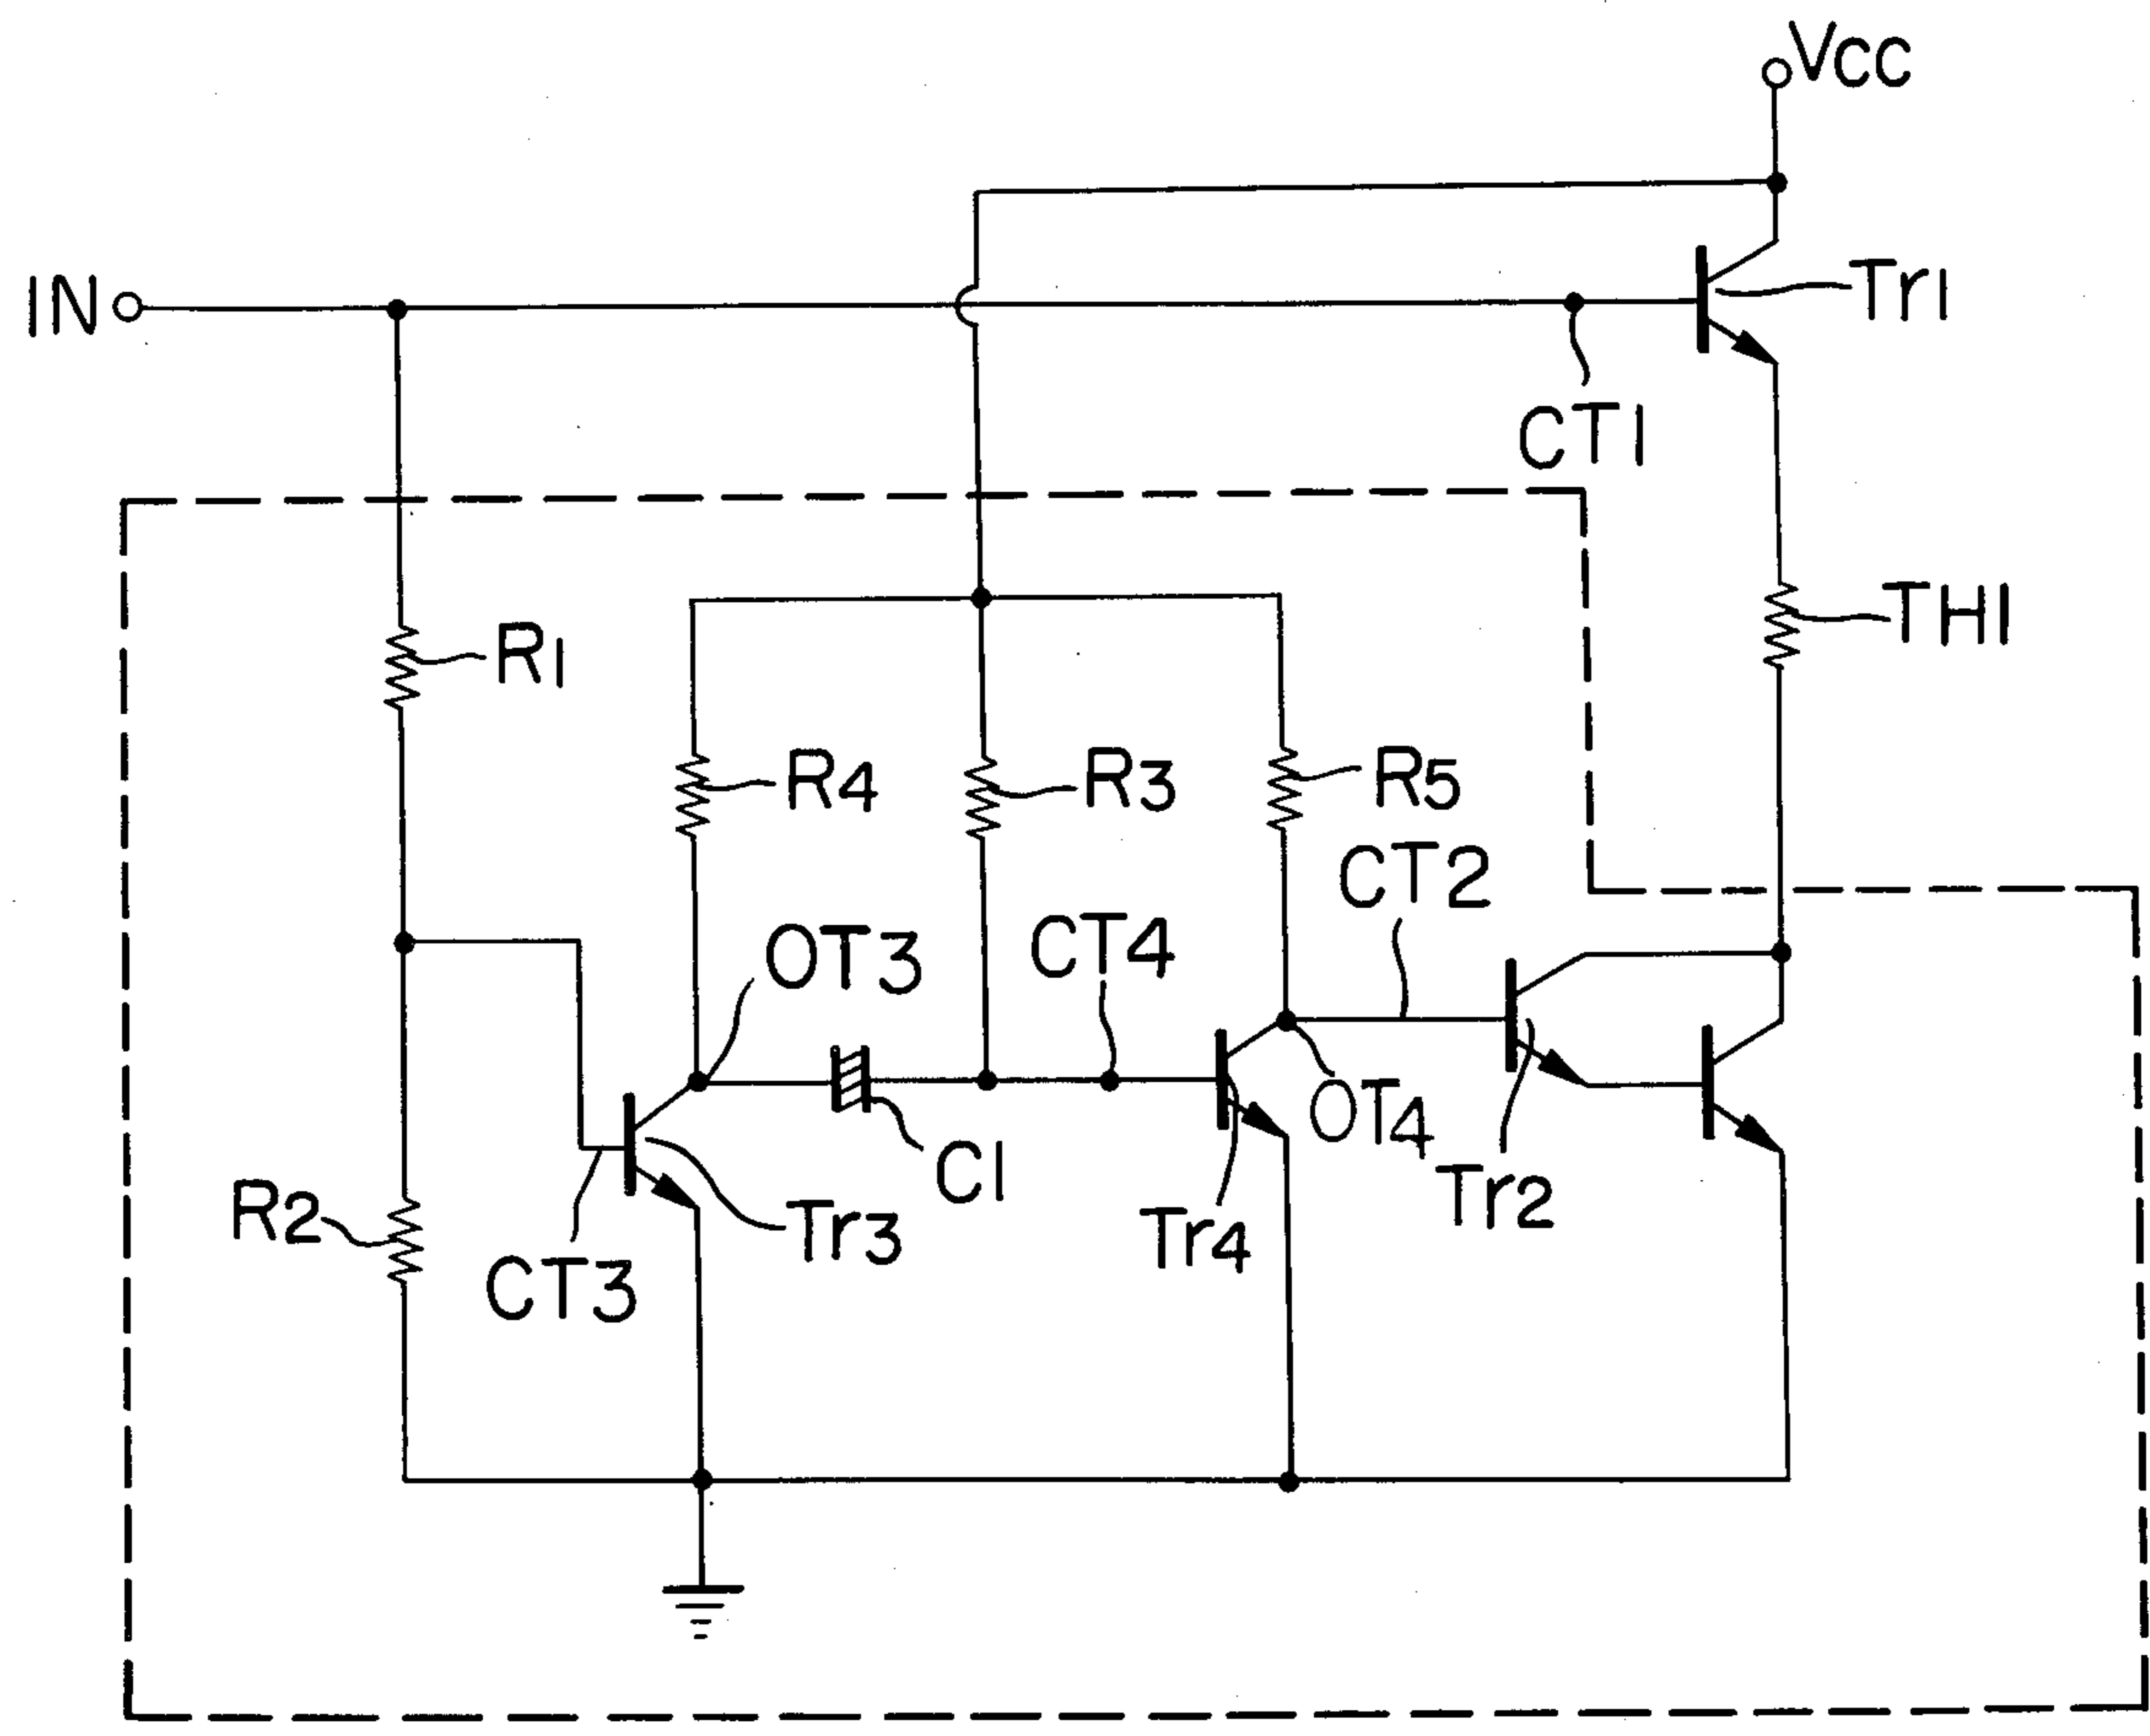 Vcc
IN
Tr1
CT1
TH1
R1
R4
R3
R5
CT2
OT3
CT4
OT4
C1
Tr2
R2
Tr3
Tr4
CT3